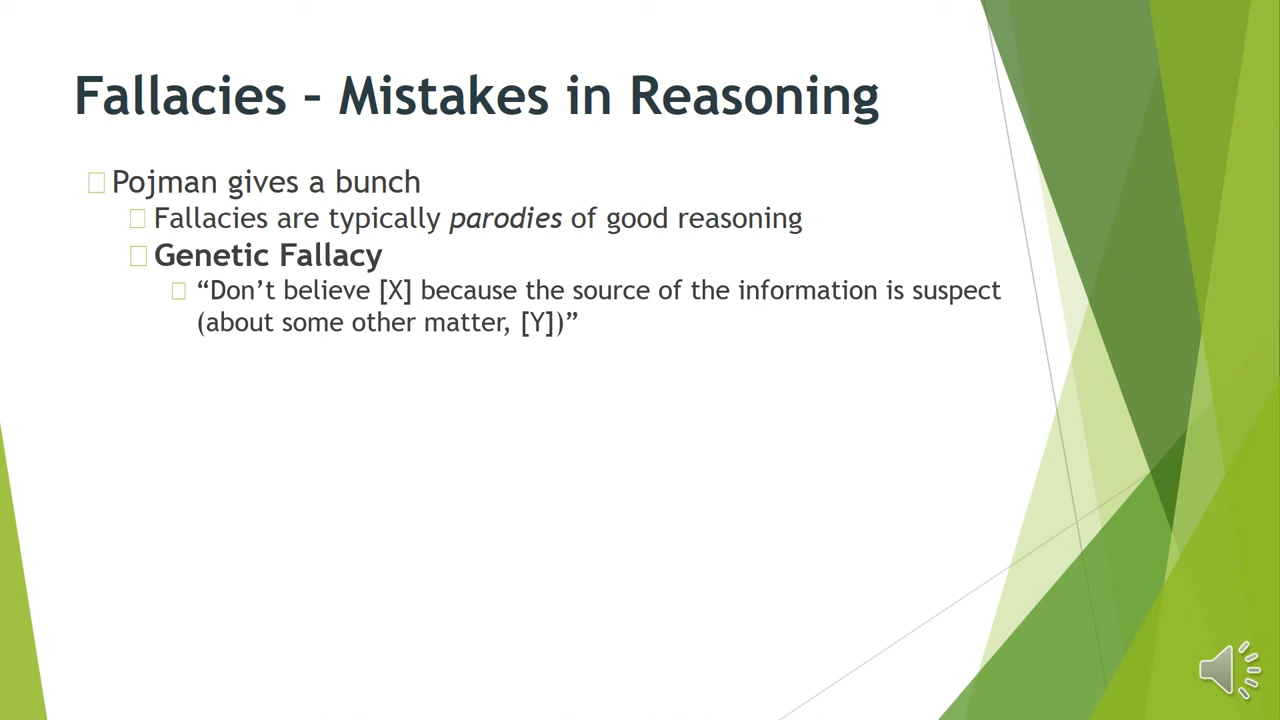 Fallacies – Mistakes in Reasoning
Pojman gives a bunch
Fallacies are typically parodies of good reasoning
Genetic Fallacy
“Don’t believe [X] because the source of the information is suspect
(about some other matter, [Y])”